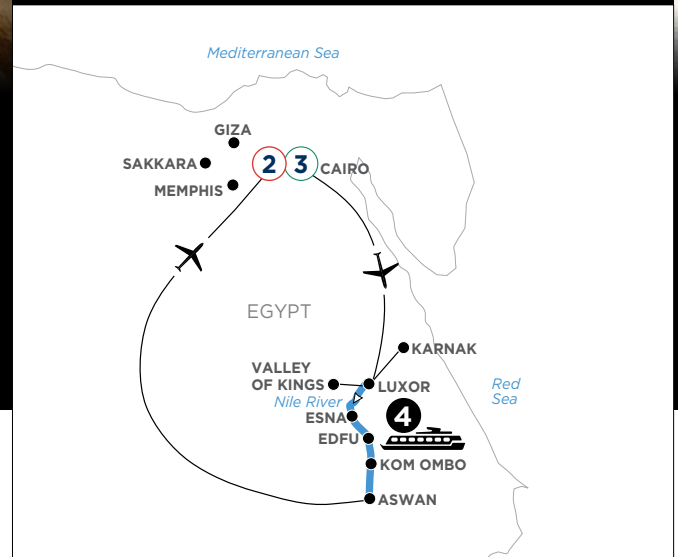 Mediterranean Sea
GIZA
SAKKARA
2 3 CAIRO
MEMPHIS
EGYPT
KARNAK
VALLEY
OF KINGS
LUXOR
Red
Sea
Nile River
ESNA
4
EDFU
KOM OMBO
ASWAN